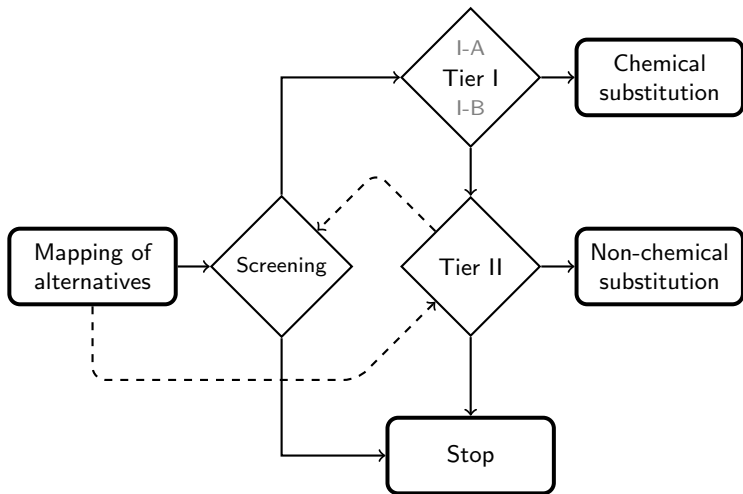 I-A
Tier I
I-B
Chemical
substitution
Mapping of
alternatives
Screening
Tier II
Non-chemical
substitution
Stop